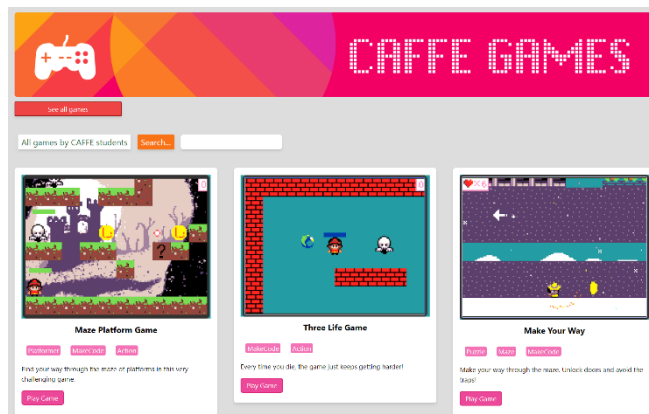 CAFFE GAMES
See all games
All games by CAFFE students
Search...
0
0
×6
?
Maze Platform Game
Platformer MakeCode Action
Find your way through the maze of platforms in this very
challenging game.
Play Game
Three Life Game
MakeCode Action
Every time you die, the game just keeps getting harder!
Play Game
Make Your Way
Puzzle Maze MakeCode
Make your way through the maze. Unlock doors and avoid the
traps!
Play Game